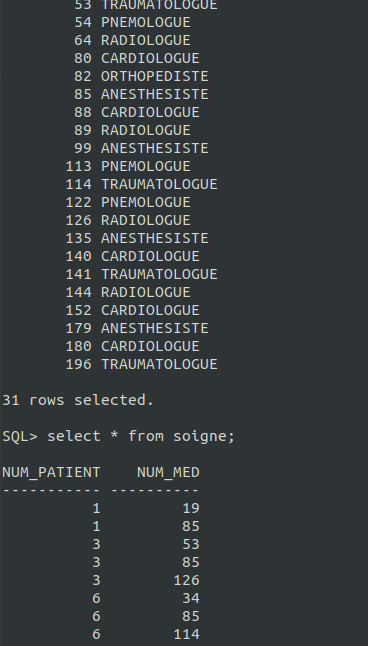 53 TRAUMATOLOGUE
54 PNEMOLOGUE
64 RADIOLOGUE
80 CARDIOLOGUE
82 ORTHOPEDISTE
85 ANESTHESISTE
88 CARDIOLOGUE
89 RADIOLOGUE
99 ANESTHESISTE
113 PNEMOLOGUE
114 TRAUMATOLOGUE
122 PNEMOLOGUE
126 RADIOLOGUE
135 ANESTHESISTE
140 CARDIOLOGUE
141 TRAUMATOLOGUE
144 RADIOLOGUE
152 CARDIOLOGUE
179 ANESTHESISTE
180 CARDIOLOGUE
196 TRAUMATOLOGUE
31 rows selected.
SQL> select * from soigne;
NUM_PATIENT    NUM_MED
----------- ----------
1 19
1 85
3 53
3 85
3 126
6 34
6 85
6 114